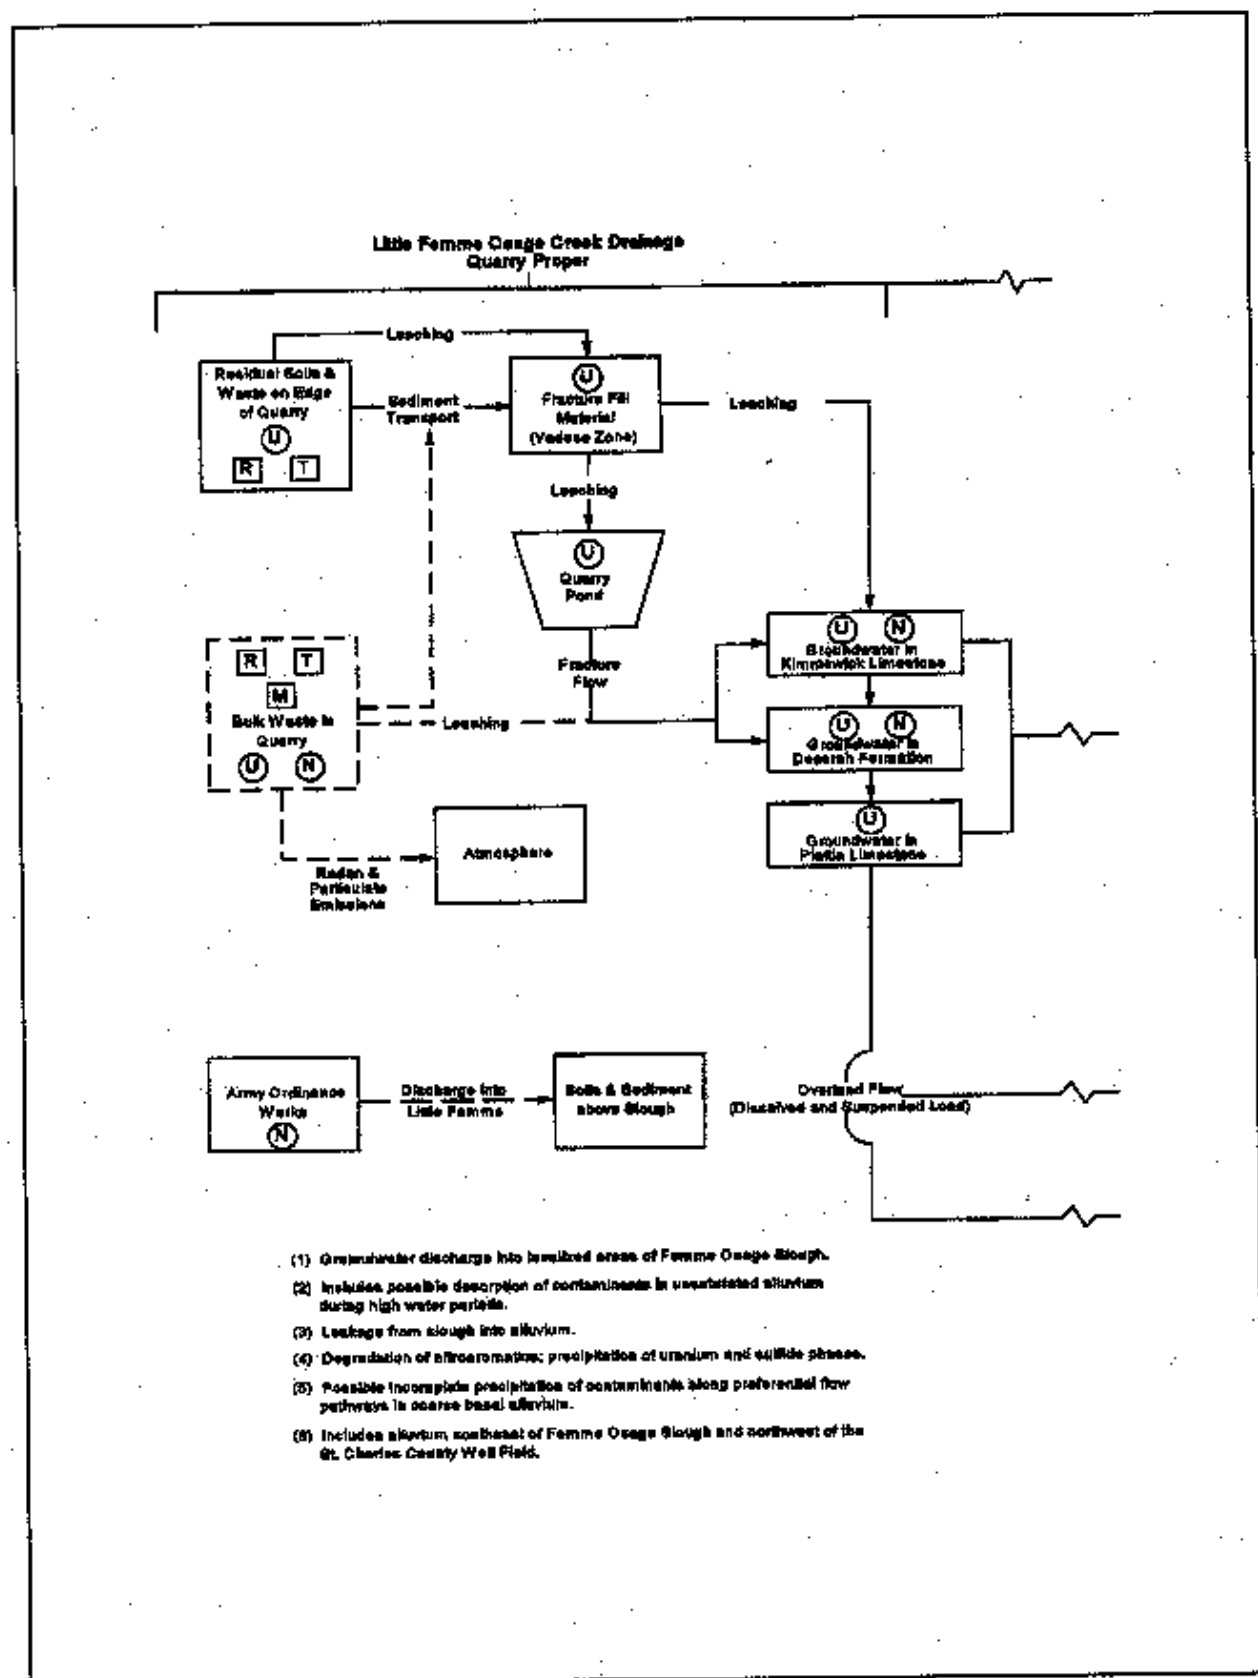 Little Femme Osage Creek Drainage
Quarry Proper
Leaching
Residual Soils &
Waste on Edge
of Quarry
U
R T
Sediment
Transport
U
Fracture Fill
Material
(Vadose Zone)
Leaching
Leaching
U
Quarry
Pond
Fracture
Flow
R T
M
Bulk Waste in
Quarry
U N
Leaching
U N
Groundwater in
Kimmswick Limestone
U N
Groundwater in
Decorah Formation
U
Groundwater in
Plattin Limestone
Atmosphere
Radon &
Particulate
Emissions
Army Ordinance
Works
N
Discharge into
Little Femme
Soils & Sediment
above Slough
Overland Flow
(Dissolved and Suspended Load)
(1) Groundwater discharge into localized areas of Femme Osage Slough.
(2) Includes possible desorption of contaminants in unsaturated alluvium
during high water periods.
(3) Leakage from slough into alluvium.
(4) Degradation of nitroaromatics; precipitation of uranium and sulfide phases.
(5) Possible incomplete precipitation of contaminants along preferential flow
pathways in coarse basal alluvium.
(6) Includes alluvium southeast of Femme Osage Slough and northwest of the
St. Charles County Well Field.